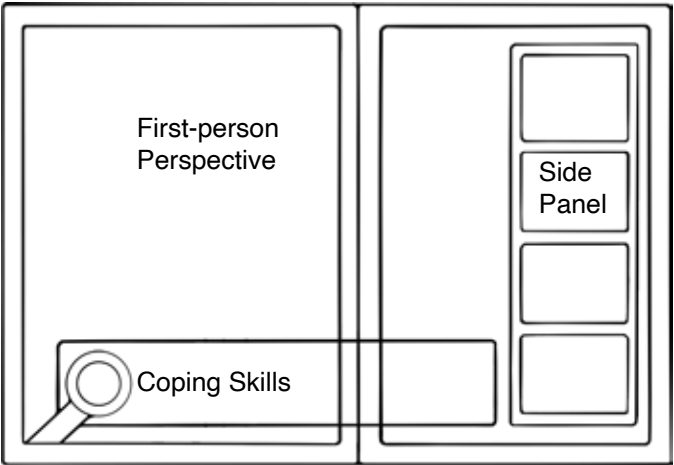 First-person
Perspective
Side
Panel
Coping Skills